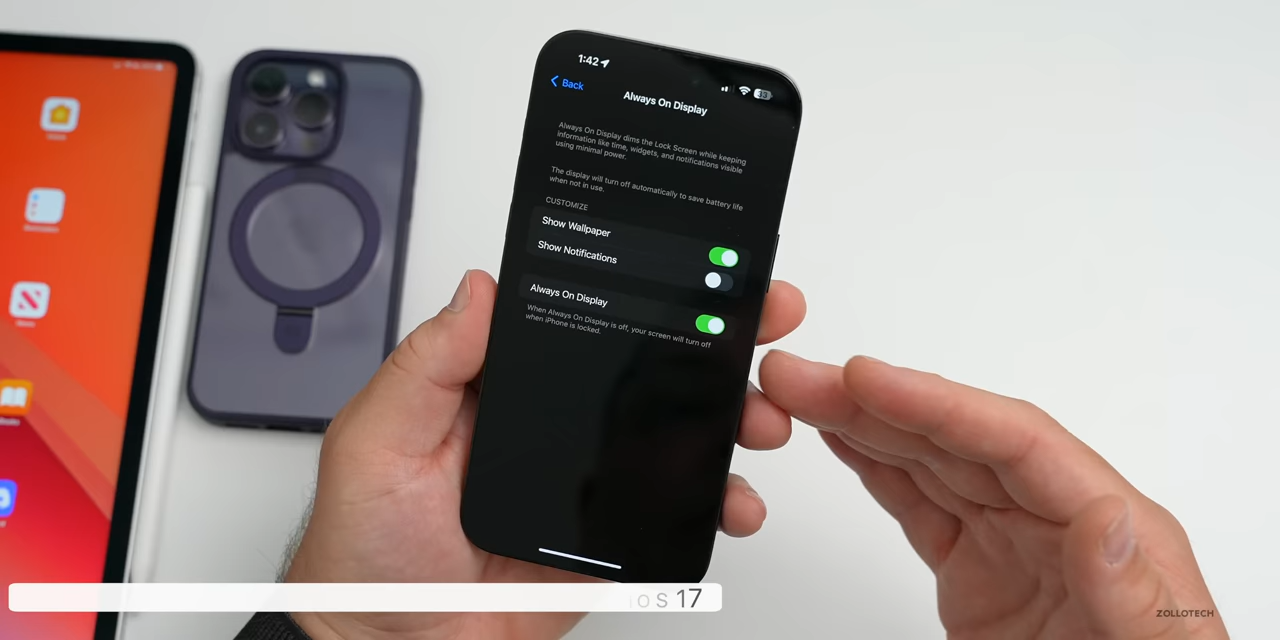 1:42
Back
Always On Display
Always On Display dims the Lock Screen while keeping
information like time, widgets, and notifications visible
using minimal power.
The display will turn off automatically to save battery life
when not in use.
CUSTOMIZE
Show Wallpaper
Show Notifications
Always On Display
When Always On Display is off, your screen will turn off
when iPhone is locked.
iOS 17
ZOLLOTECH